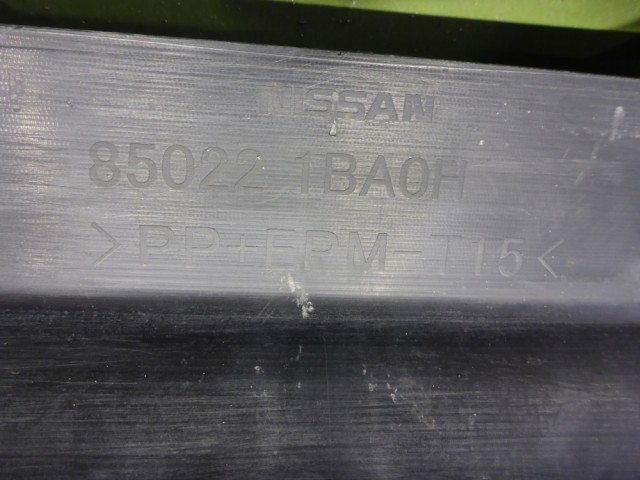 NISSAN
85022 1BA0H
>PP+EPM-T15<